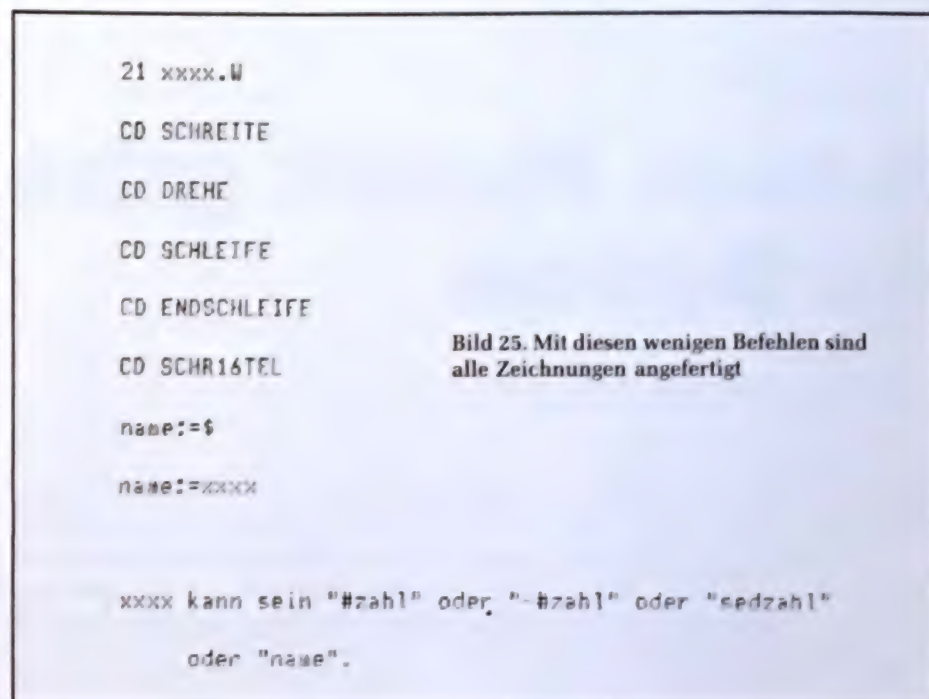 21 xxxx.W
CD SCHREITE
CD DREHE
CD SCHLEIFE
CD ENDSCHLEIFE
CD SCHR16TEL
Bild 25. Mit diesen wenigen Befehlen sind
alle Zeichnungen angefertigt
name:=$
name:=xxxx
xxxx kann sein "#zahl" oder "-#zahl" oder "sedzahl"
oder "name".